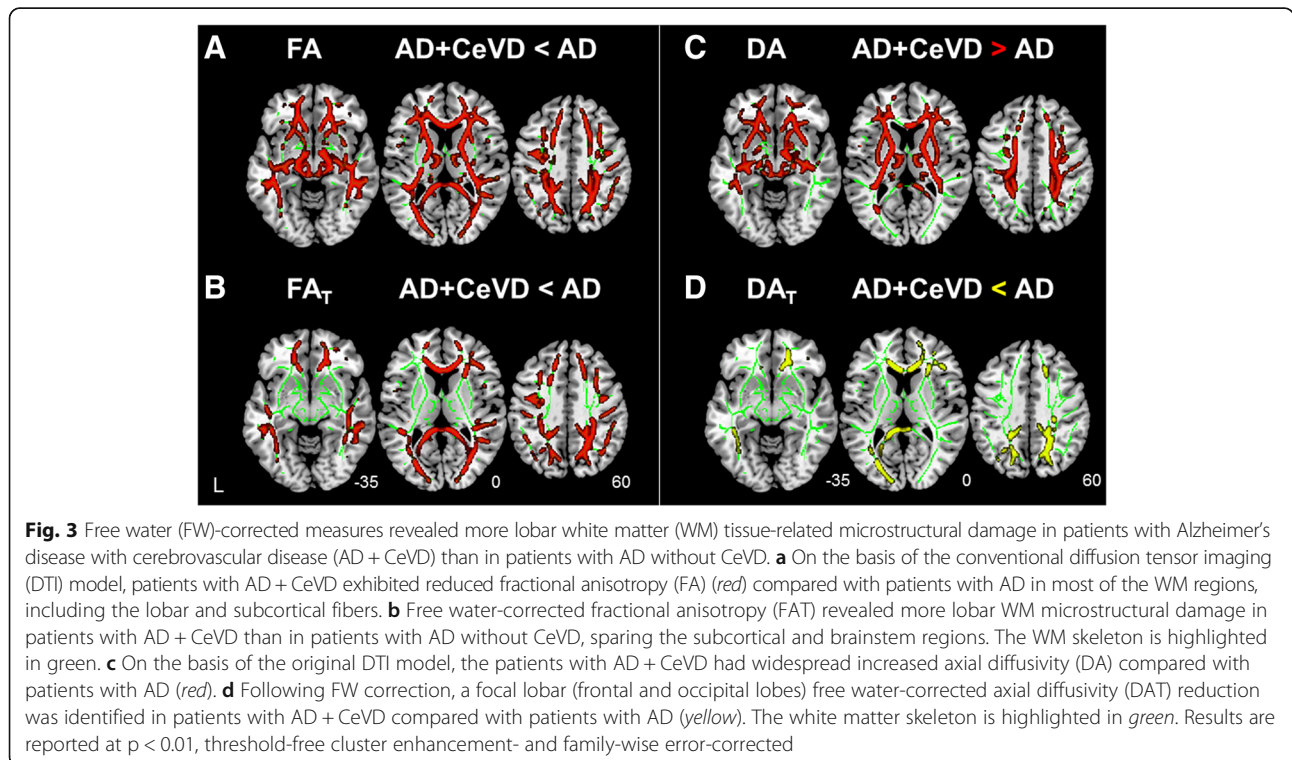 A FA AD+CeVD < AD
C DA AD+CeVD > AD
B FAT AD+CeVD < AD
D DAT AD+CeVD < AD
L -35 0 60
-35 0 60
Fig. 3 Free water (FW)-corrected measures revealed more lobar white matter (WM) tissue-related microstructural damage in patients with Alzheimer's
disease with cerebrovascular disease (AD + CeVD) than in patients with AD without CeVD. a On the basis of the conventional diffusion tensor imaging
(DTI) model, patients with AD + CeVD exhibited reduced fractional anisotropy (FA) (red) compared with patients with AD in most of the WM regions,
including the lobar and subcortical fibers. b Free water-corrected fractional anisotropy (FAT) revealed more lobar WM microstructural damage in
patients with AD + CeVD than in patients with AD without CeVD, sparing the subcortical and brainstem regions. The WM skeleton is highlighted
in green. c On the basis of the original DTI model, the patients with AD + CeVD had widespread increased axial diffusivity (DA) compared with
patients with AD (red). d Following FW correction, a focal lobar (frontal and occipital lobes) free water-corrected axial diffusivity (DAT) reduction
was identified in patients with AD + CeVD compared with patients with AD (yellow). The white matter skeleton is highlighted in green. Results are
reported at p < 0.01, threshold-free cluster enhancement- and family-wise error-corrected